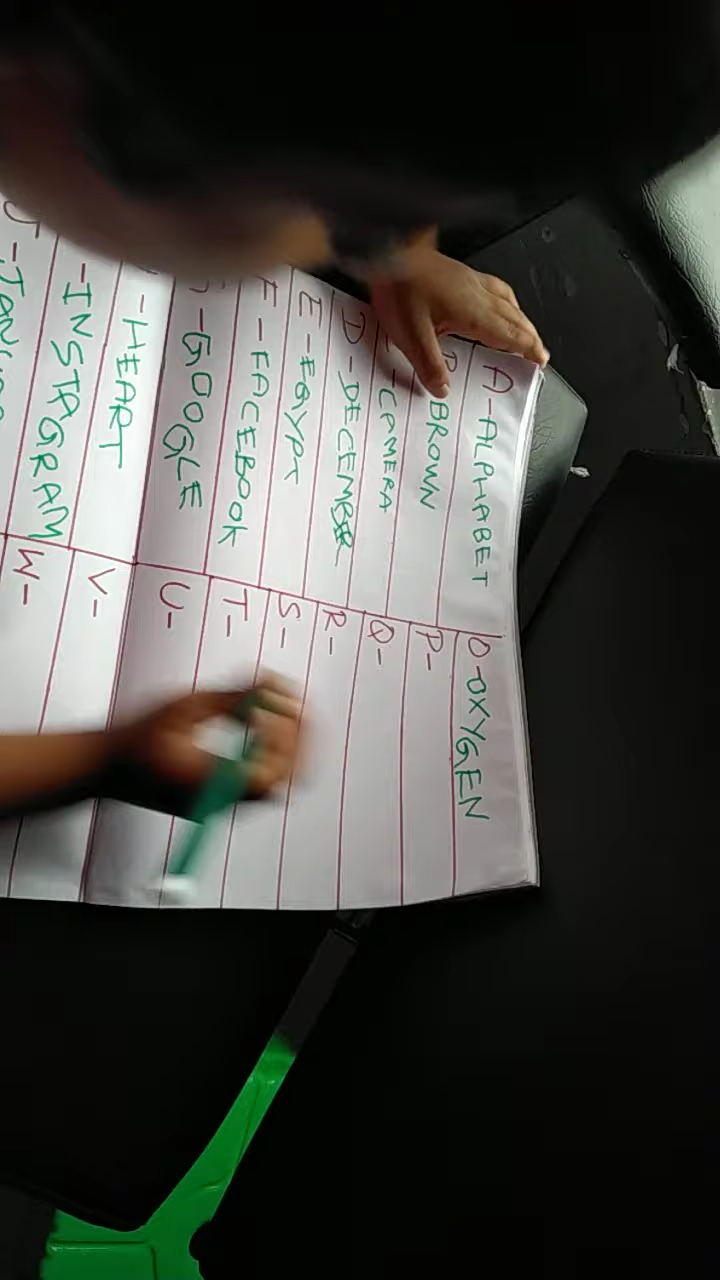 A-ALPHABET
BROWN
-CAMERA
D-DECEMBER
E-EGYPT
F-FACEBOOK
-GOOGLE
-HEART
-INSTAGRAM
J-
O-OXYGEN
P-
Q-
R-
S-
T-
U-
V-
W-